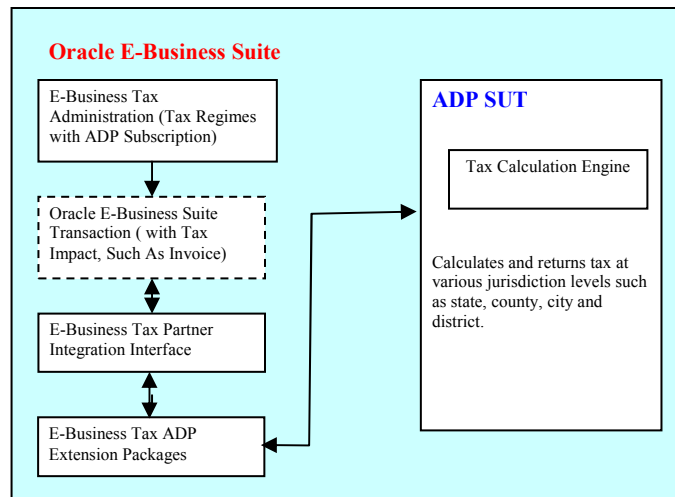 Oracle E-Business Suite
E-Business Tax
Administration (Tax Regimes
with ADP Subscription)
Oracle E-Business Suite
Transaction ( with Tax
Impact, Such As Invoice)
E-Business Tax Partner
Integration Interface
E-Business Tax ADP
Extension Packages
ADP SUT
Tax Calculation Engine
Calculates and returns tax at
various jurisdiction levels such
as state, county, city and
district.